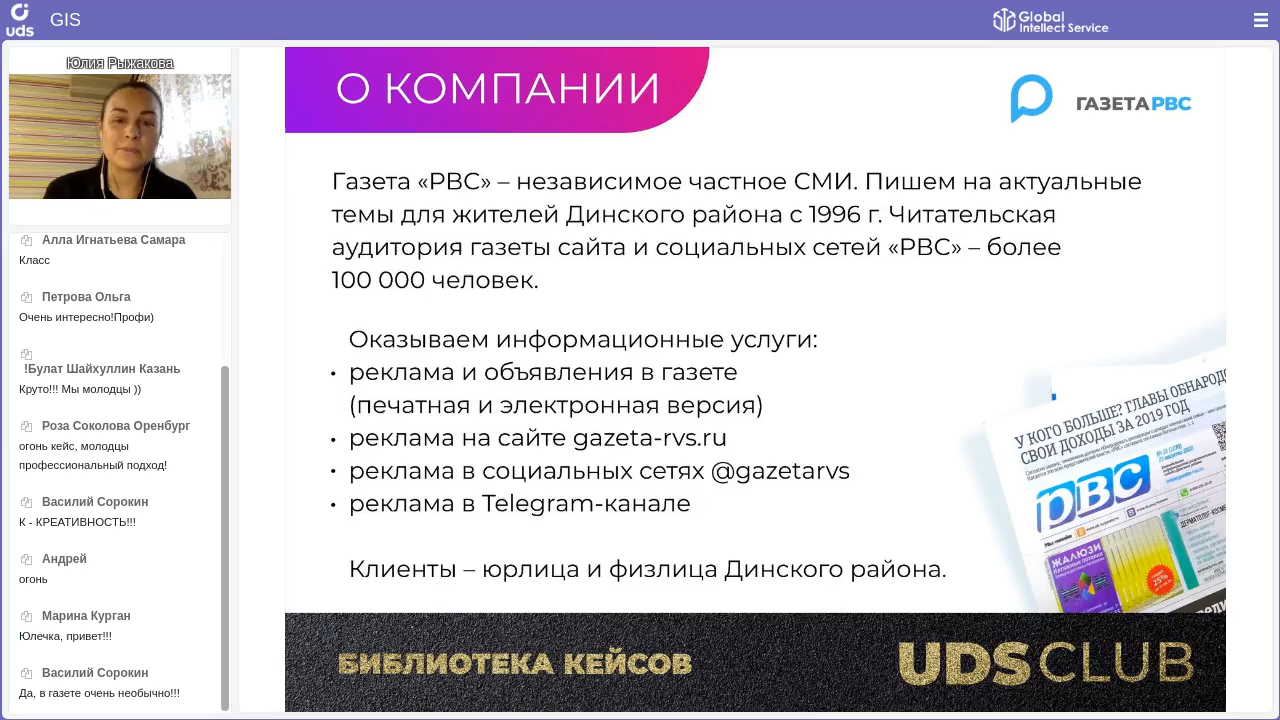 uds
GIS
Global
Intellect Service
Юлия Рыжакова
Алла Игнатьева Самара
Класс
Петрова Ольга
Очень интересно!Профи)
!Булат Шайхуллин Казань
Круто!!! Мы молодцы ))
Роза Соколова Оренбург
огонь кейс, молодцы
профессиональный подход!
Василий Сорокин
К - КРЕАТИВНОСТЬ!!!
Андрей
огонь
Марина Курган
Юлечка, привет!!!
Василий Сорокин
Да, в газете очень необычно!!!
О КОМПАНИИ
ГАЗЕТАРВС
Газета «РВС» – независимое частное СМИ. Пишем на актуальные
темы для жителей Динского района с 1996 г. Читательская
аудитория газеты сайта и социальных сетей «РВС» – более
100 000 человек.
Оказываем информационные услуги:
• реклама и объявления в газете
(печатная и электронная версия)
• реклама на сайте gazeta-rvs.ru
• реклама в социальных сетях @gazetarvs
• реклама в Telegram-канале
Клиенты – юрлица и физлица Динского района.
У КОГО БОЛЬШЕ? ГЛАВЫ ОБНАРОДО
СВОИ ДОХОДЫ ЗА 2019 ГОД
РВС
ЖАЛЮЗИ
25%
БИБЛИОТЕКА КЕЙСОВ
UDS CLUB